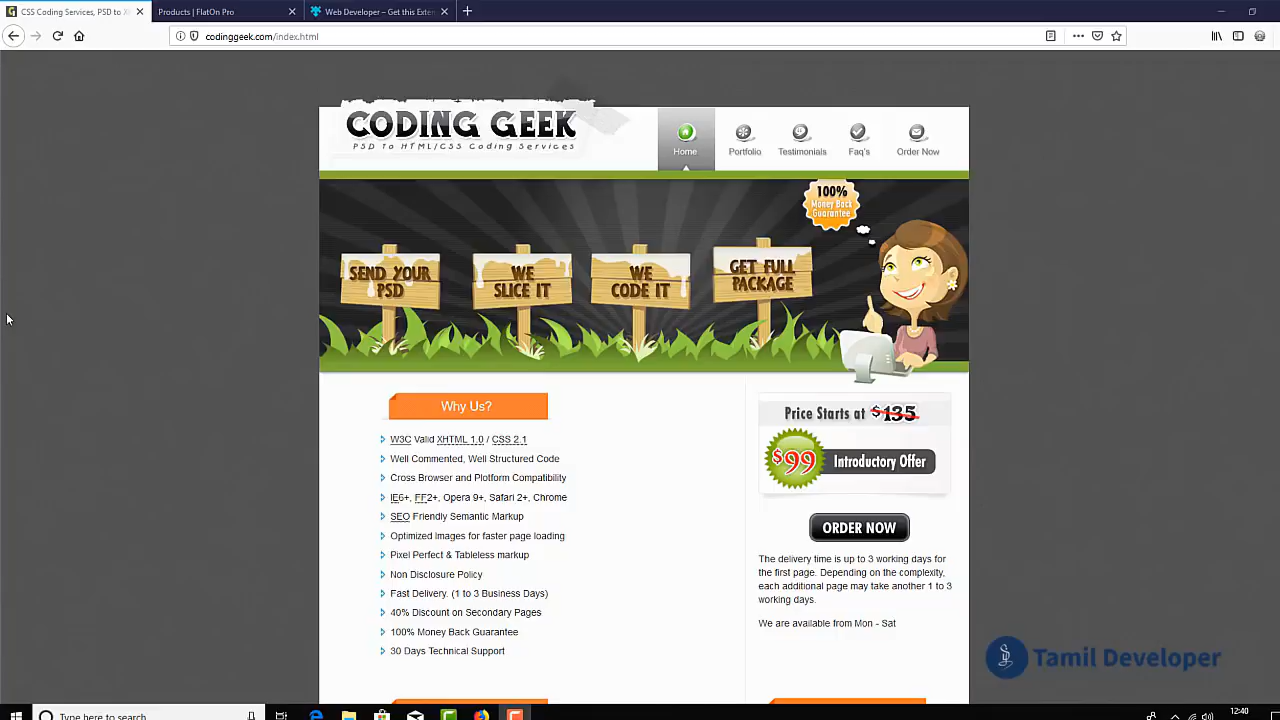 CSS Coding Services, PSD to X
Products | FlatOn Pro
Web Developer – Get this Exten
codinggeek.com/index.html
CODING GEEK
PSD To HTML/CSS Coding Services
Home
Portfolio
Testimonials
Faq's
Order Now
100%
Money Back
Guarantee
SEND YOUR
PSD
WE
SLICE IT
WE
CODE IT
GET FULL
PACKAGE
Why Us?
W3C Valid XHTML 1.0 / CSS 2.1
Well Commented, Well Structured Code
Cross Browser and Plotform Compatibility
IE6+, FF2+, Opera 9+, Safari 2+, Chrome
SEO Friendly Semantic Markup
Optimized Images for faster page loading
Pixel Perfect & Tableless markup
Non Disclosure Policy
Fast Delivery. (1 to 3 Business Days)
40% Discount on Secondary Pages
100% Money Back Guarantee
30 Days Technical Support
Price Starts at $135
$99 Introductory Offer
ORDER NOW
The delivery time is up to 3 working days for
the first page. Depending on the complexity,
each additional page may take another 1 to 3
working days.
We are available from Mon - Sat
Tamil Developer
Type here to search
12:40